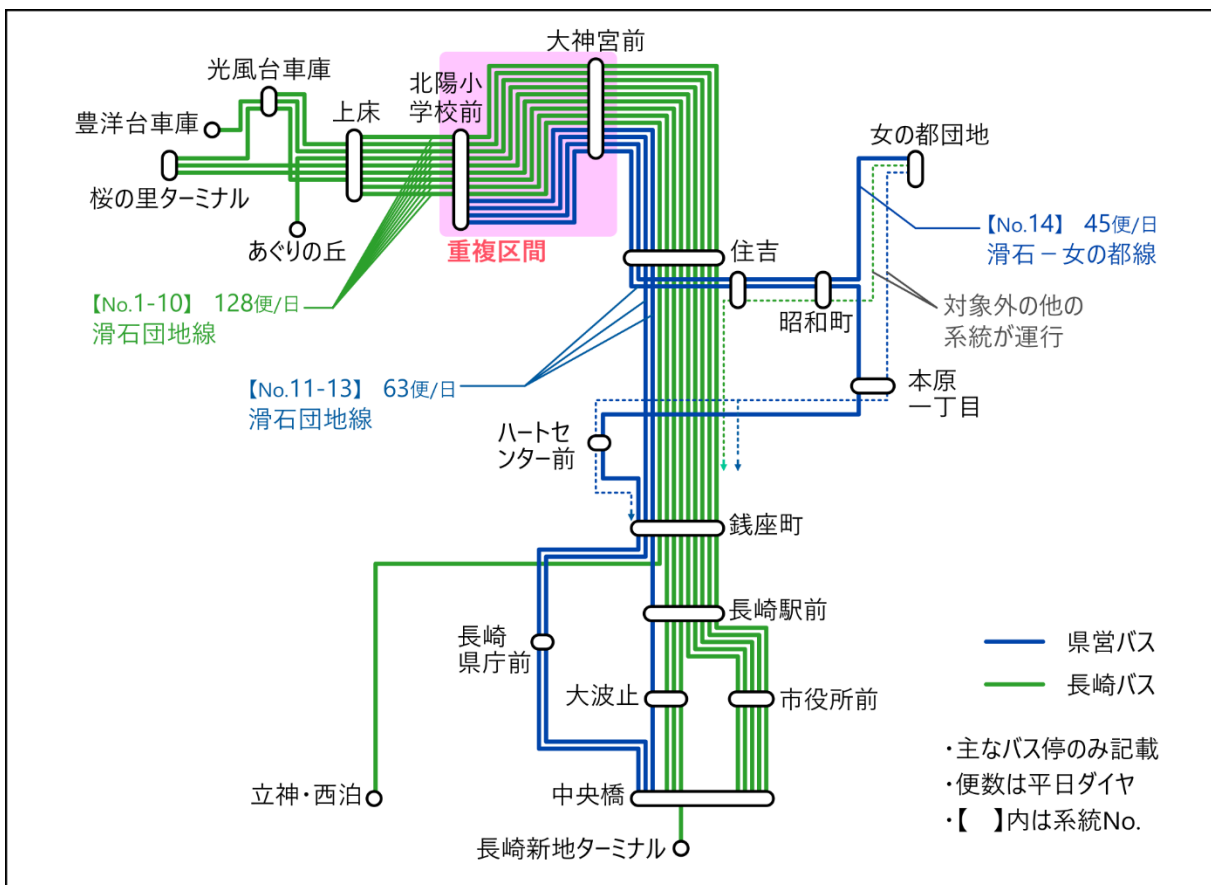 大神宮前
光風台車庫
北陽小
学校前
上床
豊洋台車庫
女の都団地
桜の里ターミナル
あぐりの丘
重複区間
住吉
【No.14】 45便/日
滑石－女の都線
【No.1-10】 128便/日
滑石団地線
昭和町
対象外の他の
系統が運行
【No.11-13】 63便/日
滑石団地線
本原
一丁目
ハートセ
ンター前
銭座町
長崎駅前
長崎
県庁前
県営バス
長崎バス
大波止
市役所前
・主なバス停のみ記載
・便数は平日ダイヤ
・【　】内は系統No.
立神・西泊
中央橋
長崎新地ターミナル